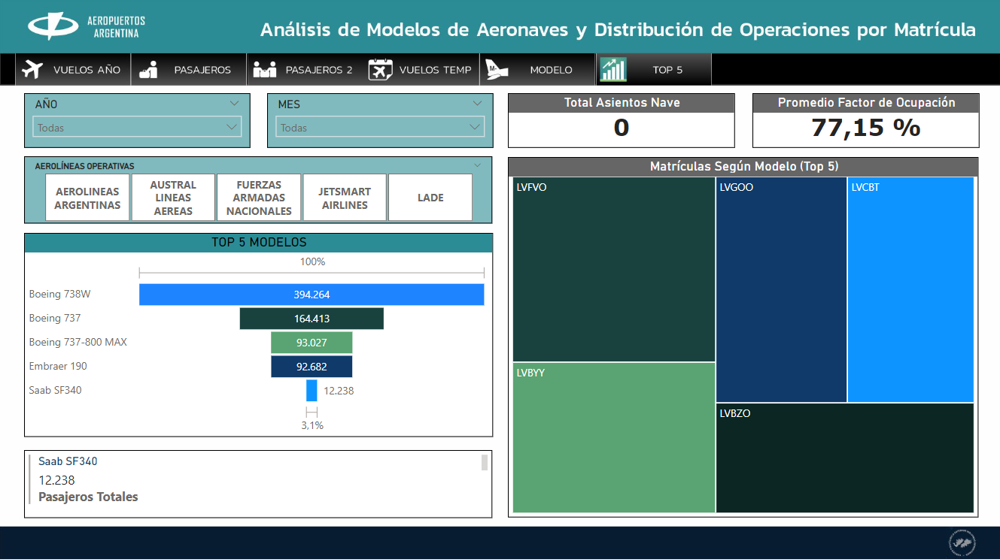 AEROPUERTOS
ARGENTINA
Análisis de Modelos de Aeronaves y Distribución de Operaciones por Matrícula
VUELOS AÑO
PASAJEROS
PASAJEROS 2
VUELOS TEMP
M-
MODELO
TOP 5
AÑO
Todas
MES
Todas
Total Asientos Nave
0
Promedio Factor de Ocupación
77,15 %
AEROLÍNEAS OPERATIVAS
AEROLINEAS
ARGENTINAS
AUSTRAL
LINEAS
AEREAS
FUERZAS
ARMADAS
NACIONALES
JETSMART
AIRLINES
LADE
TOP 5 MODELOS
100%
Boeing 738W
394.264
Boeing 737
164.413
Boeing 737-800 MAX
93.027
Embraer 190
92.682
Saab SF340
12.238
3,1%
Saab SF340
12.238
Pasajeros Totales
Matrículas Según Modelo (Top 5)
LVFVO
LVGOO
LVCBT
LVBYY
LVBZO